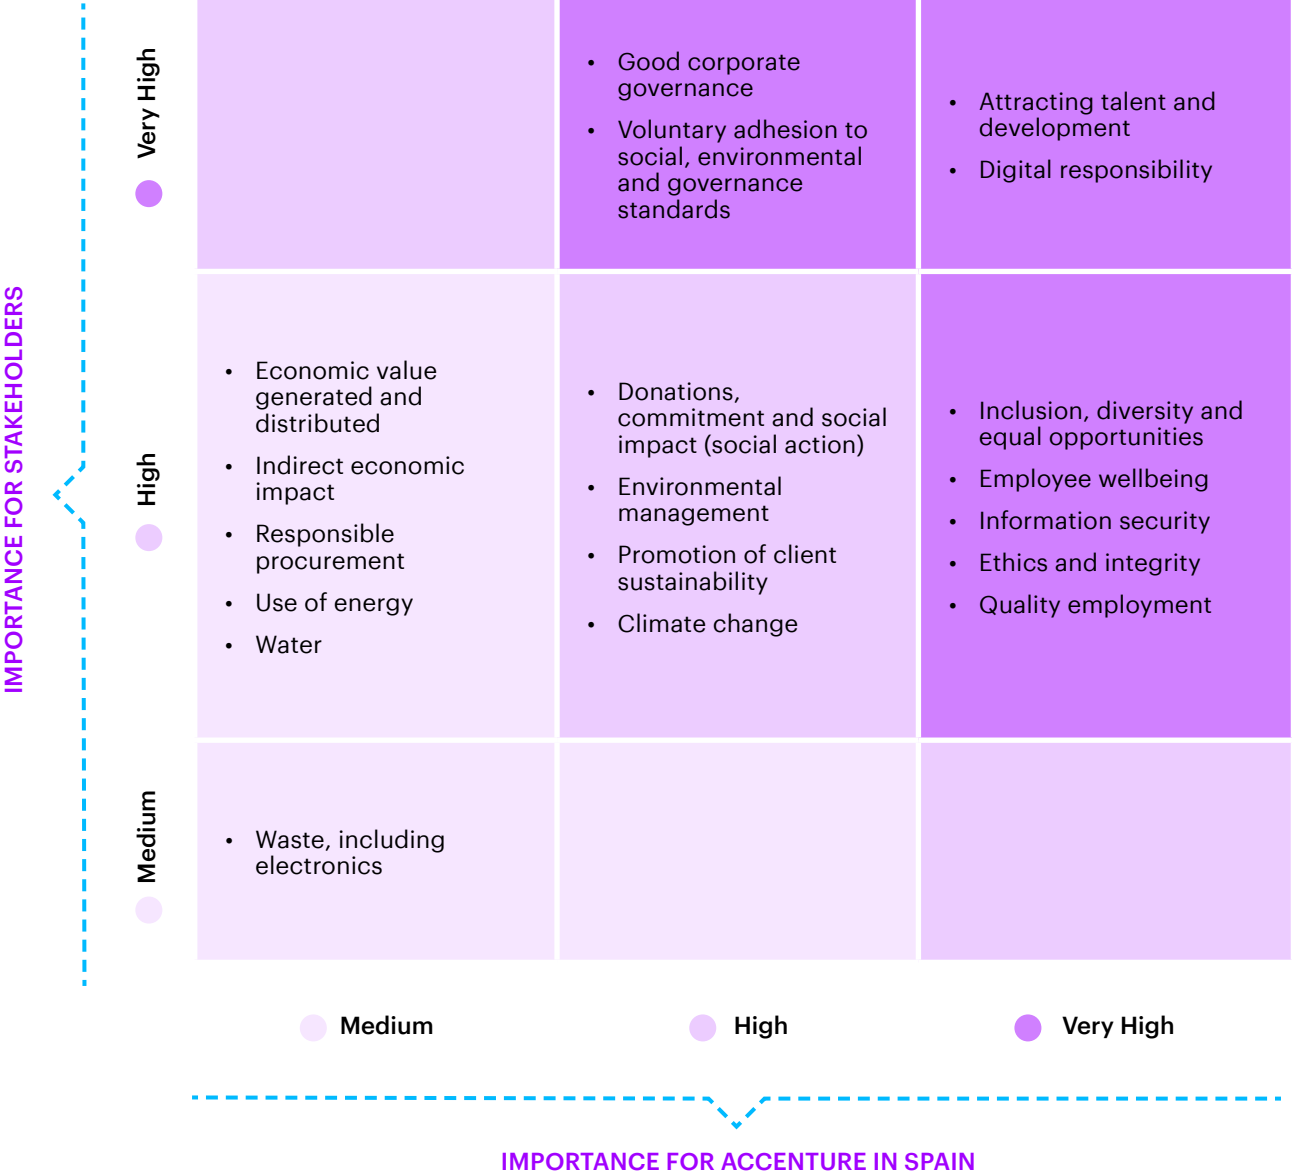 IMPORTANCE FOR STAKEHOLDERS
Very High
• Good corporate
governance
• Voluntary adhesion to
social, environmental
and governance
standards
• Attracting talent and
development
• Digital responsibility
High
• Economic value
generated and
distributed
• Indirect economic
impact
• Responsible
procurement
• Use of energy
• Water
• Donations,
commitment and social
impact (social action)
• Environmental
management
• Promotion of client
sustainability
• Climate change
• Inclusion, diversity and
equal opportunities
• Employee wellbeing
• Information security
• Ethics and integrity
• Quality employment
Medium
• Waste, including
electronics
Medium
High
Very High
IMPORTANCE FOR ACCENTURE IN SPAIN